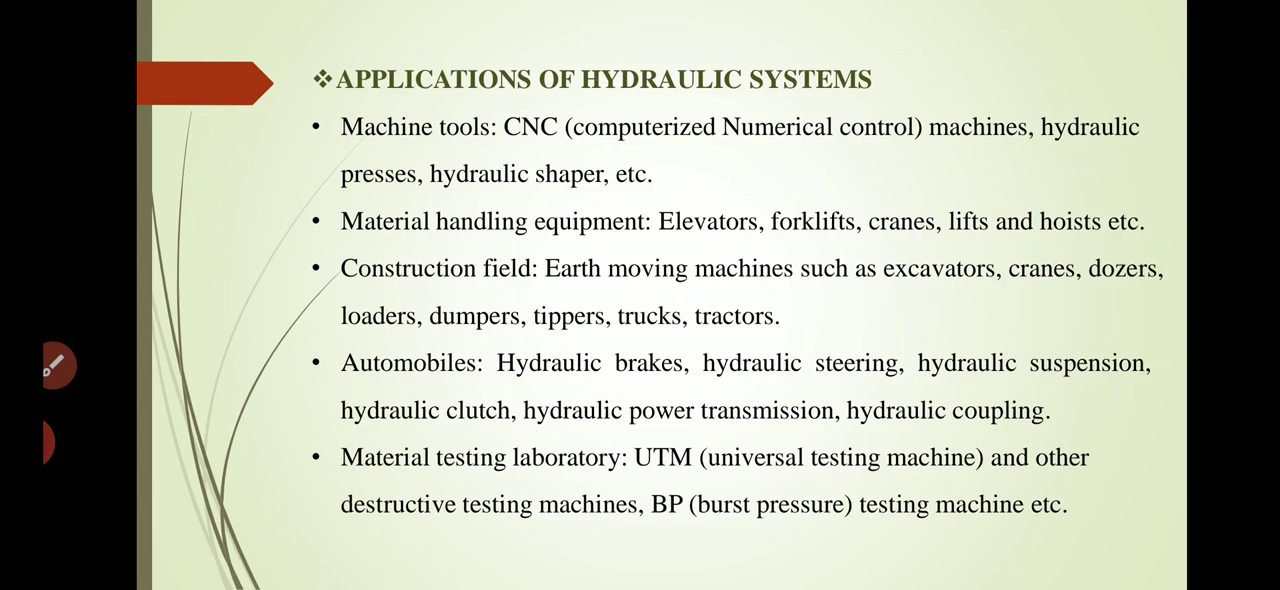 ❖APPLICATIONS OF HYDRAULIC SYSTEMS
• Machine tools: CNC (computerized Numerical control) machines, hydraulic
presses, hydraulic shaper, etc.
• Material handling equipment: Elevators, forklifts, cranes, lifts and hoists etc.
• Construction field: Earth moving machines such as excavators, cranes, dozers,
loaders, dumpers, tippers, trucks, tractors.
• Automobiles: Hydraulic brakes, hydraulic steering, hydraulic suspension,
hydraulic clutch, hydraulic power transmission, hydraulic coupling.
• Material testing laboratory: UTM (universal testing machine) and other
destructive testing machines, BP (burst pressure) testing machine etc.